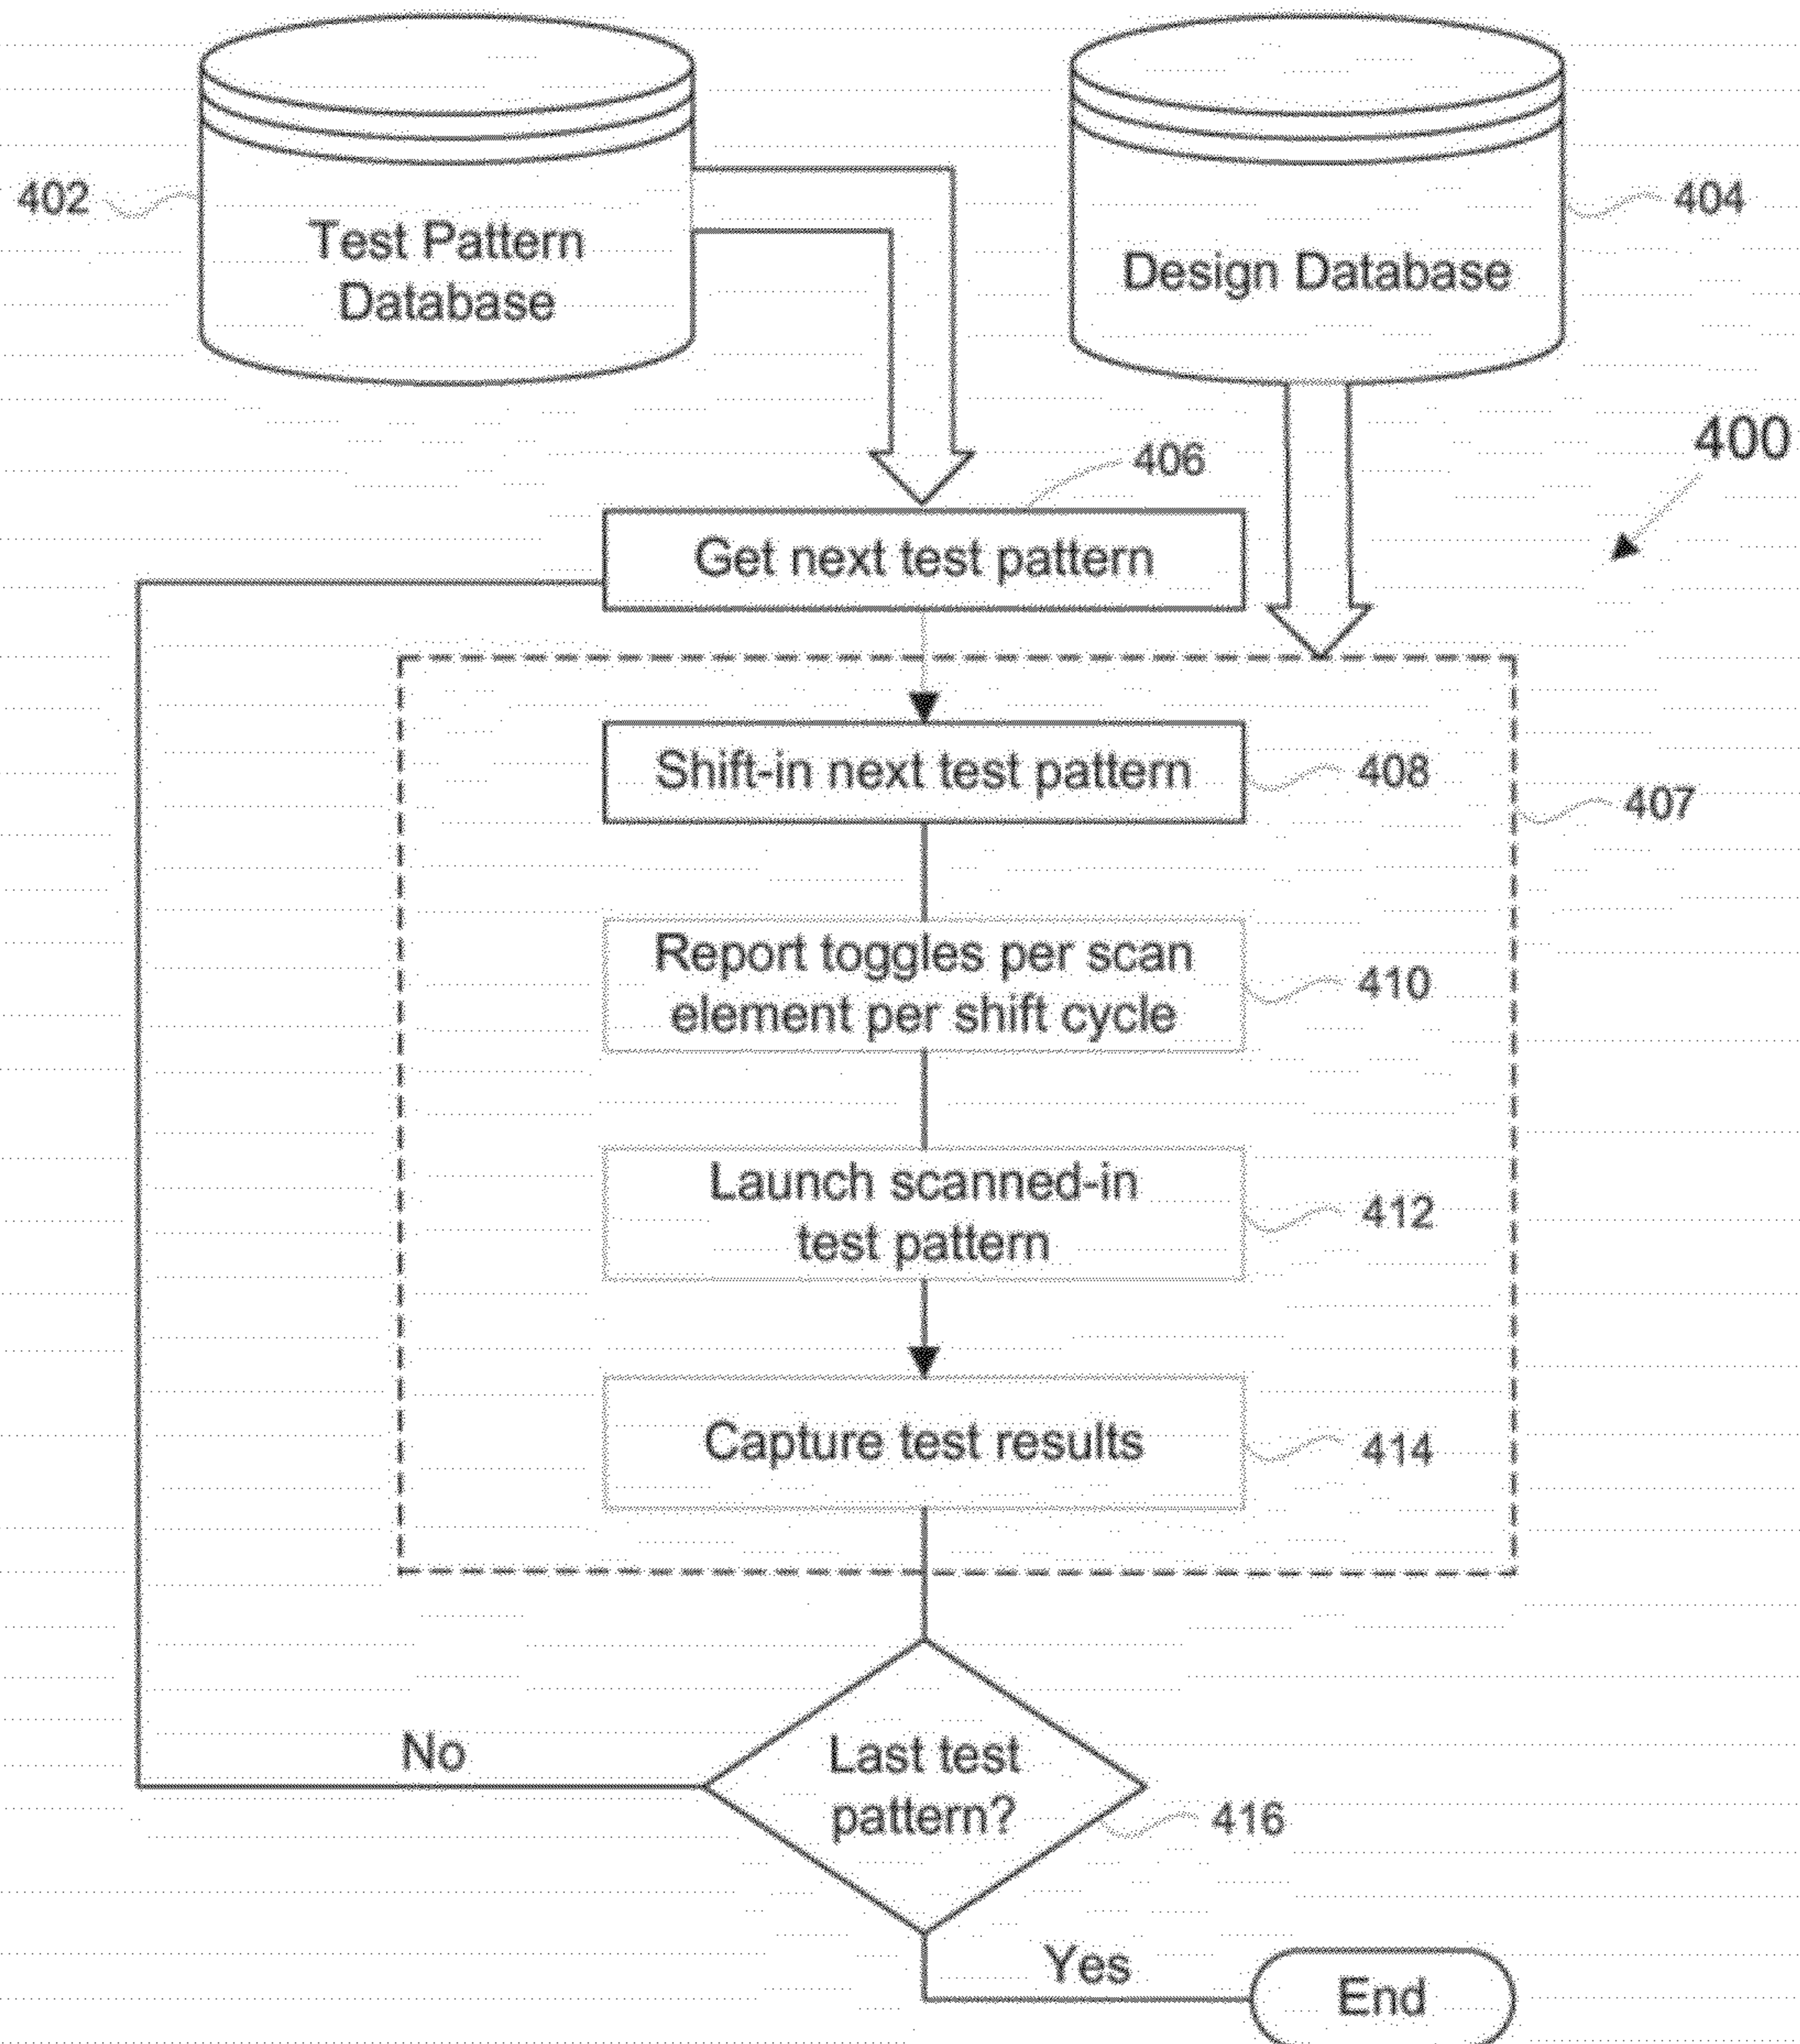 402
Test Pattern
Database
Design Database
404
400
406
Get next test pattern
Shift-in next test pattern
408
407
Report toggles per scan
element per shift cycle
410
Launch scanned-in
test pattern
412
Capture test results
414
No
Last test
pattern?
416
Yes
End